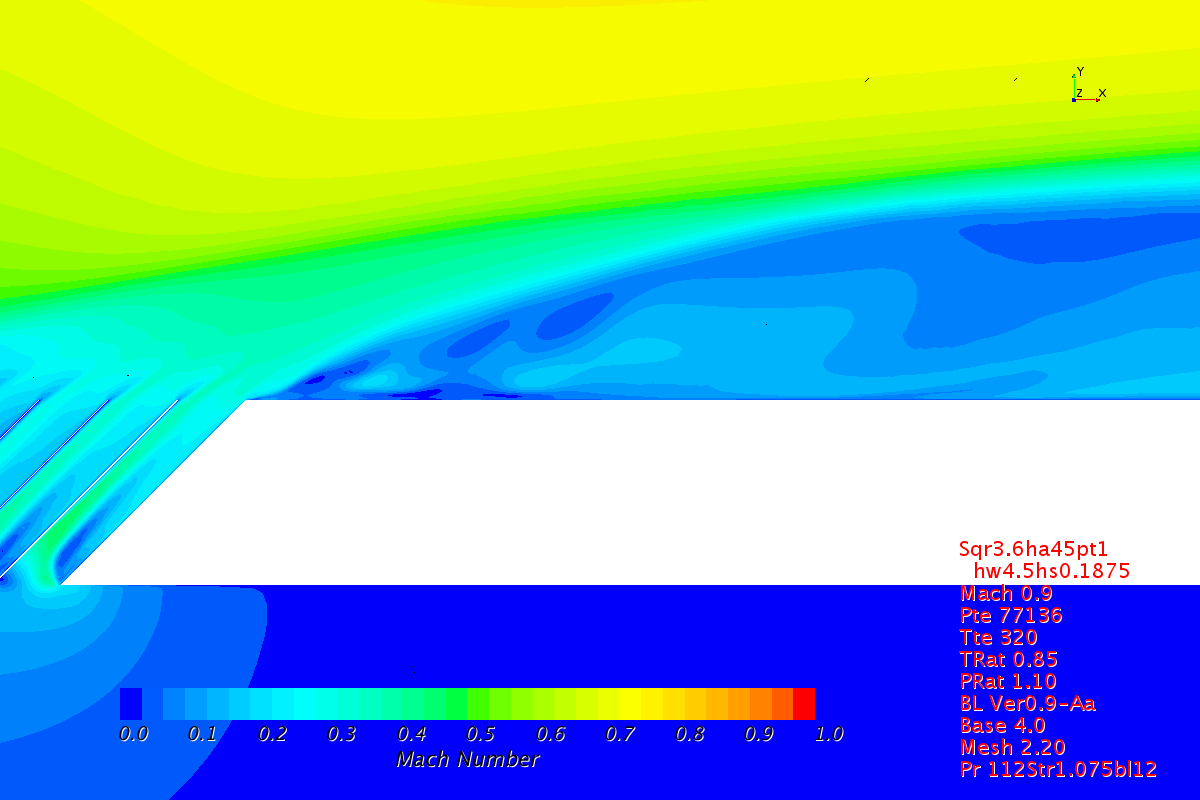 Y
Z X
Sqr3.6ha45pt1
hw4.5hs0.1875
Mach 0.9
Pte 77136
Tte 320
TRat 0.85
PRat 1.10
BL Ver0.9-Aa
Base 4.0
Mesh 2.20
Pr 112Str1.075bl12
0.0 0.1 0.2 0.3 0.4 0.5 0.6 0.7 0.8 0.9 1.0
Mach Number